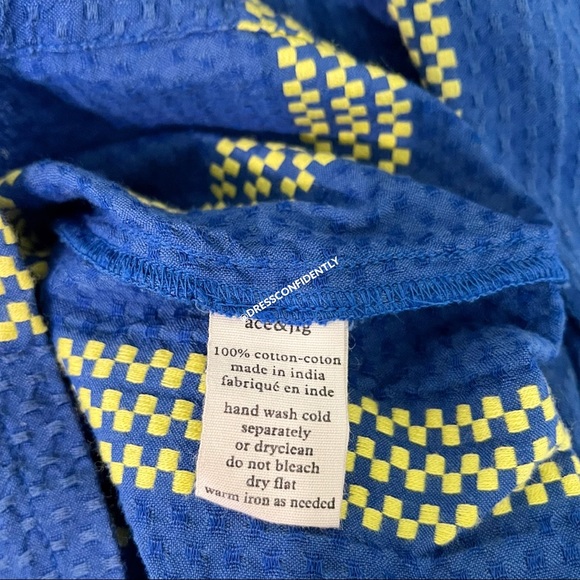 @DRESSCONFIDENTLY
ace&jig
100% cotton-coton
made in india
fabriqué en inde
hand wash cold
separately
or dryclean
do not bleach
dry flat
warm iron as needed